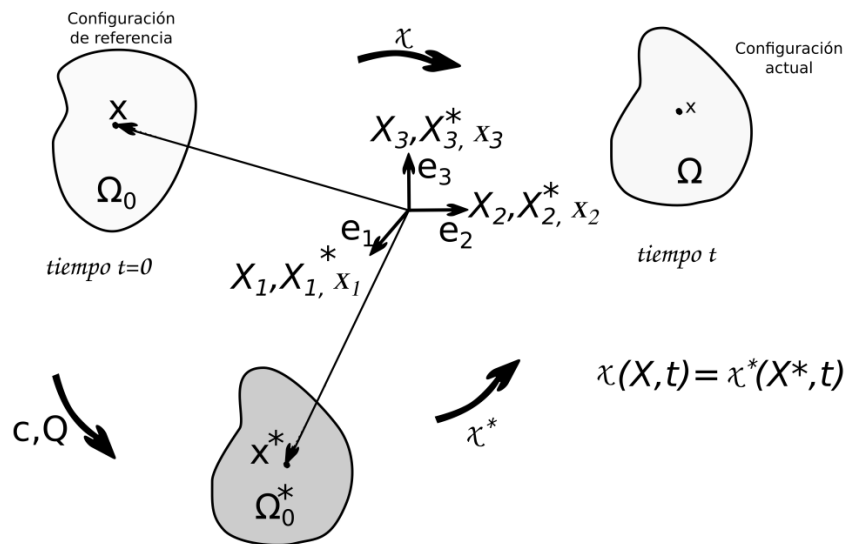 Configuración
de referencia
χ
Configuración
actual
x
x
X₃,X₃*, x₃
e₃
Ω₀
Ω
X₂,X₂*, x₂
e₁
e₂
tiempo t=0
tiempo t
X₁,X₁*, x₁
χ(X,t)= χ*(X*,t)
c,Q
χ*
x*
Ω₀*